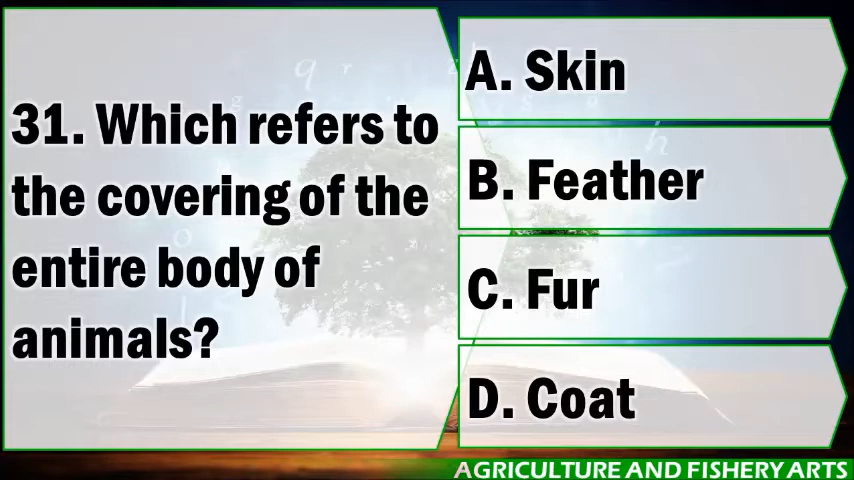 31. Which refers to
the covering of the
entire body of
animals?
A. Skin
B. Feather
C. Fur
D. Coat
AGRICULTURE AND FISHERY ARTS